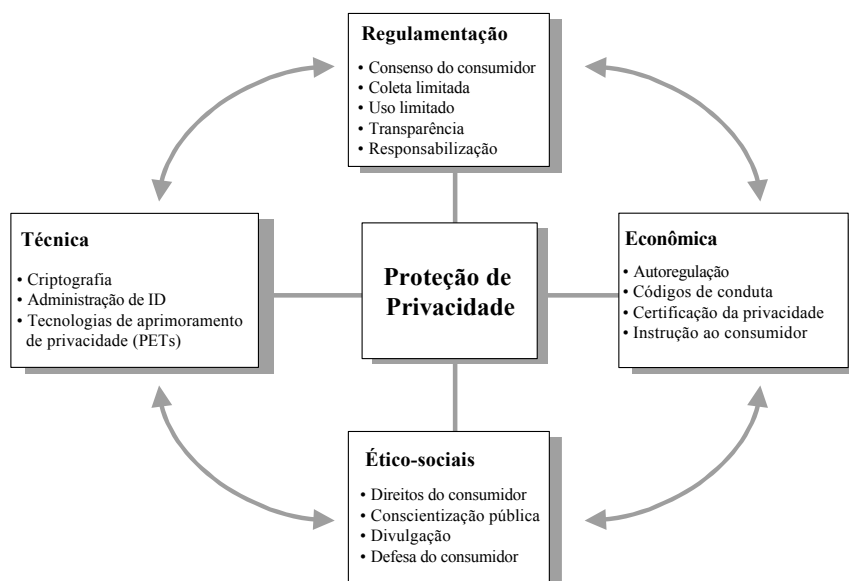 Regulamentação
• Consenso do consumidor
• Coleta limitada
• Uso limitado
• Transparência
• Responsabilização
Técnica
• Criptografia
• Administração de ID
• Tecnologias de aprimoramento
de privacidade (PETs)
Proteção de
Privacidade
Econômica
• Autoregulação
• Códigos de conduta
• Certificação da privacidade
• Instrução ao consumidor
Ético-sociais
• Direitos do consumidor
• Conscientização pública
• Divulgação
• Defesa do consumidor